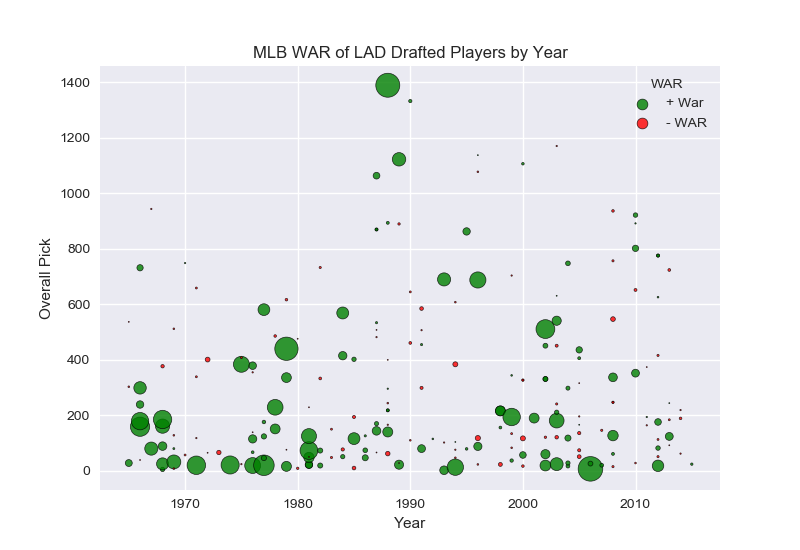 MLB WAR of LAD Drafted Players by Year
WAR
+ War
- WAR
1400
1200
1000
800
600
400
200
0
Overall Pick
1970
1980
1990
2000
2010
Year